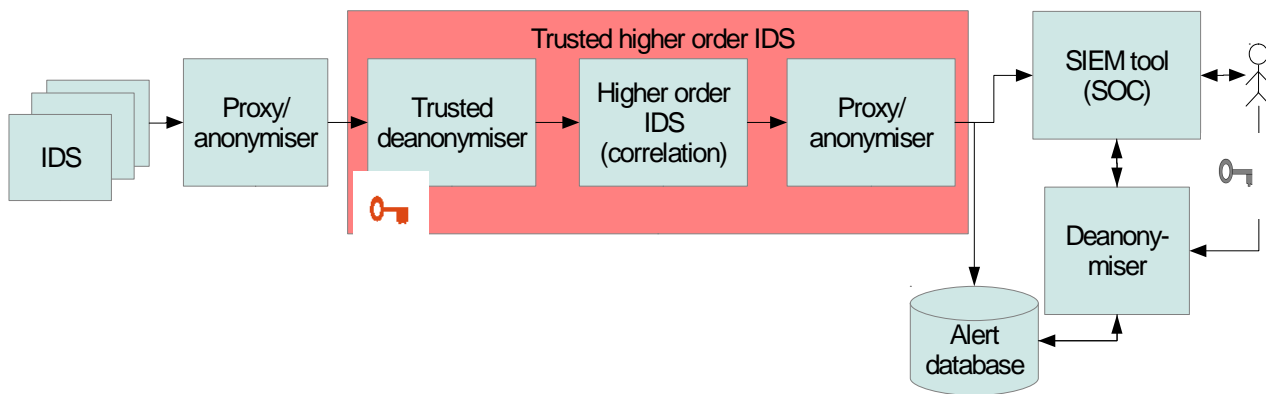 Trusted higher order IDS
IDS
Proxy/
anonymiser
Trusted
deanonymiser
Higher order
IDS
(correlation)
Proxy/
anonymiser
SIEM tool
(SOC)
Deanony-
miser
Alert
database